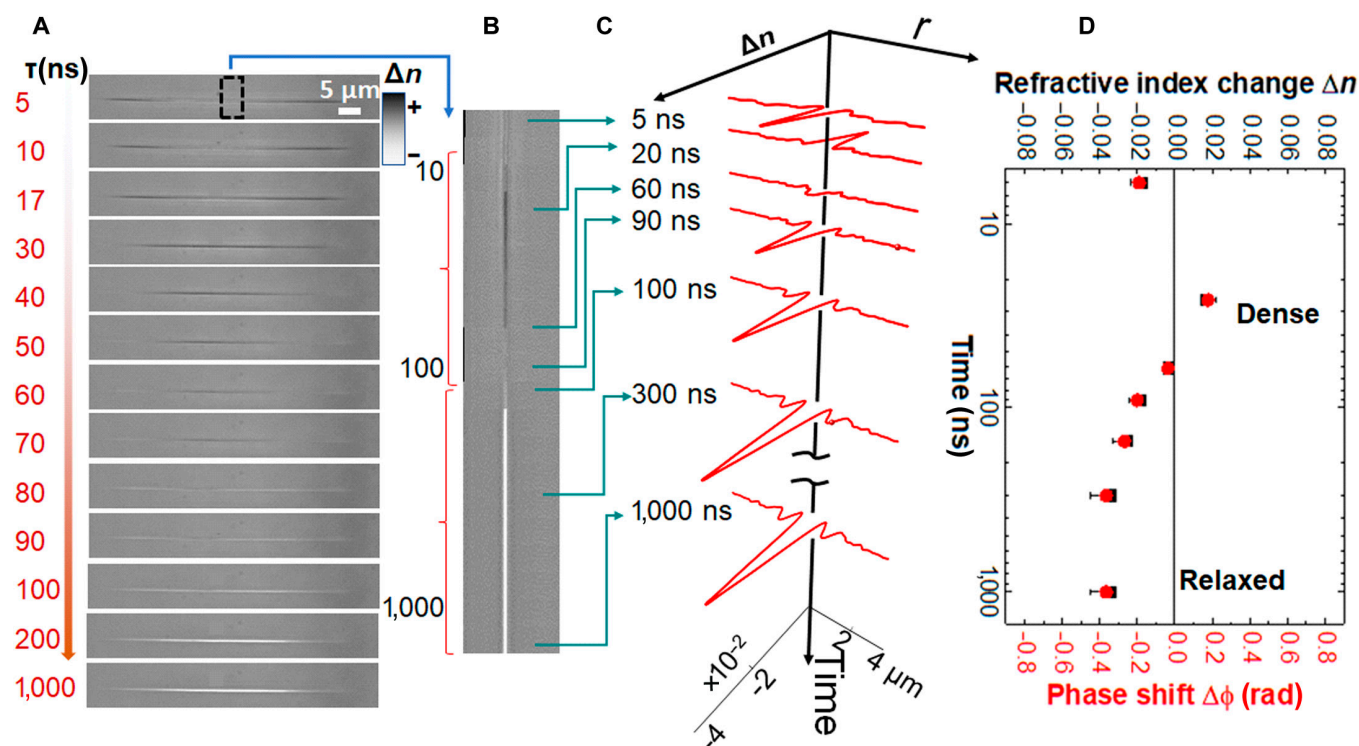 A
B
C
D
τ(ns)
5
10
17
30
40
50
60
70
80
90
100
200
1,000
5 μm
Δn
+
−
10
100
1,000
5 ns
20 ns
60 ns
90 ns
100 ns
300 ns
1,000 ns
Δn
r
×10⁻²
-2
-4
2
4 μm
Time
Refractive index change Δn
-0.08
-0.06
-0.04
-0.02
0.00
0.02
0.04
0.06
0.08
Time (ns)
10
100
1,000
Dense
Relaxed
-0.8
-0.6
-0.4
-0.2
0.0
0.2
0.4
0.6
0.8
Phase shift Δϕ (rad)